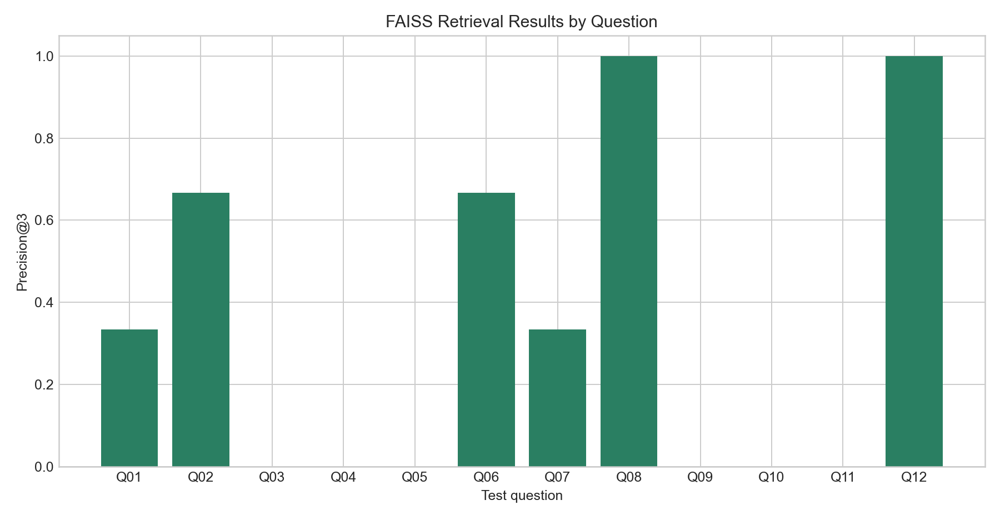 FAISS Retrieval Results by Question
1.0
0.8
0.6
0.4
0.2
0.0
Precision@3
Q01 Q02 Q03 Q04 Q05 Q06 Q07 Q08 Q09 Q10 Q11 Q12
Test question